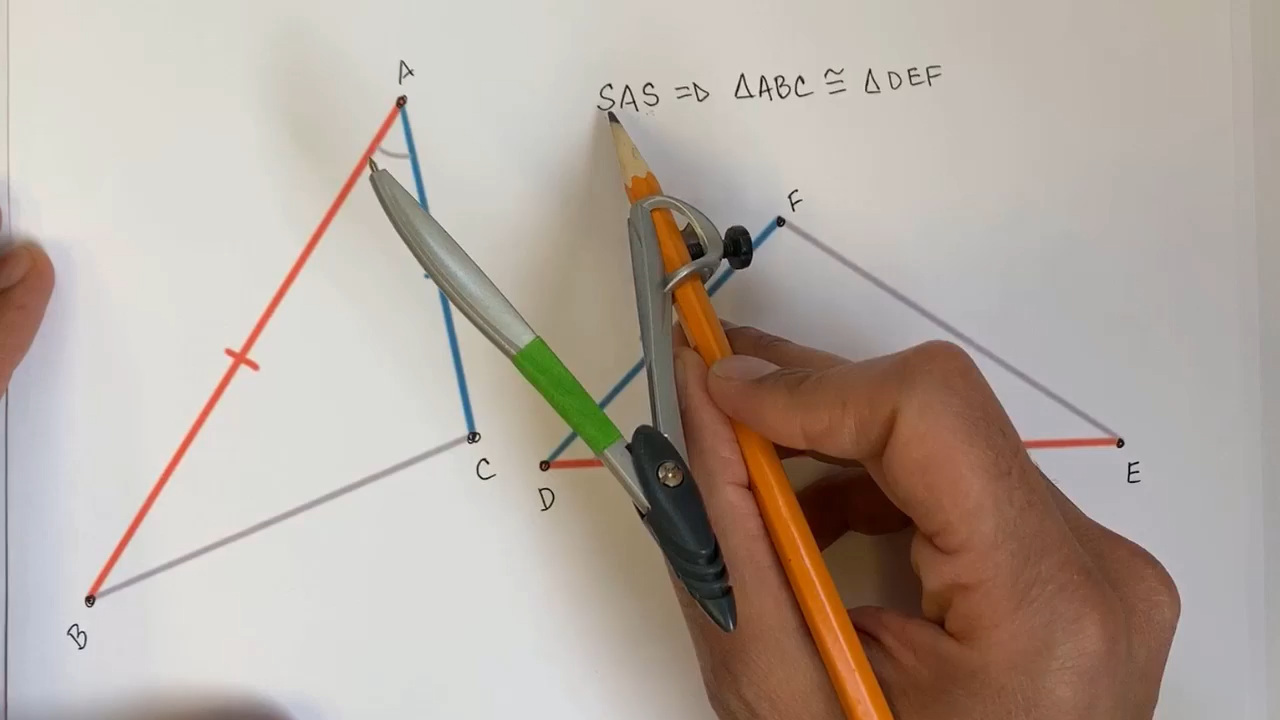 A
SAS ⇒ ΔABC ≅ ΔDEF
F
C
D
E
B